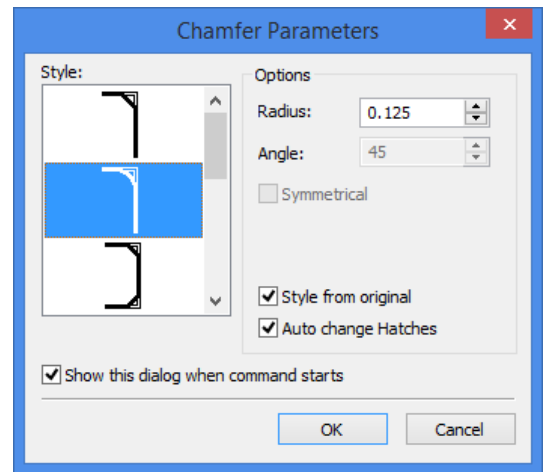 Chamfer Parameters
Style:
Options
Radius: 0.125
Angle: 45
Symmetrical
Style from original
Auto change Hatches
Show this dialog when command starts
OK Cancel